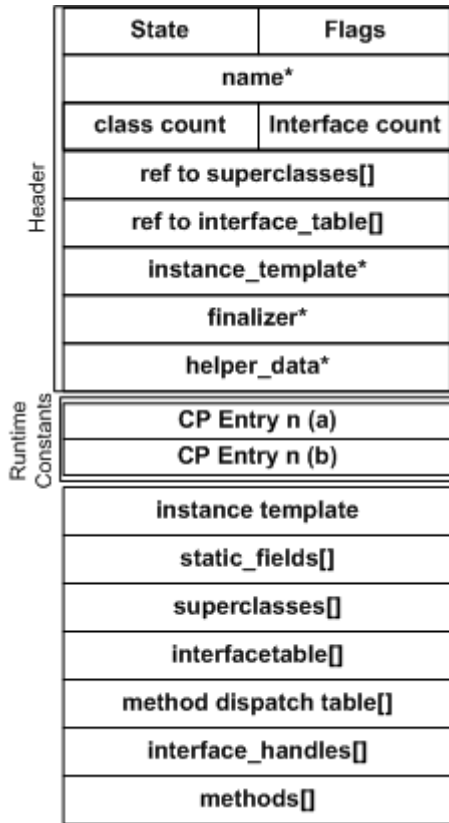 State Flags
name*
class count Interface count
ref to superclasses[]
ref to interface_table[]
instance_template*
finalizer*
helper_data*
Header
CP Entry n (a)
CP Entry n (b)
Runtime
Constants
instance template
static_fields[]
superclasses[]
interfacetable[]
method dispatch table[]
interface_handles[]
methods[]